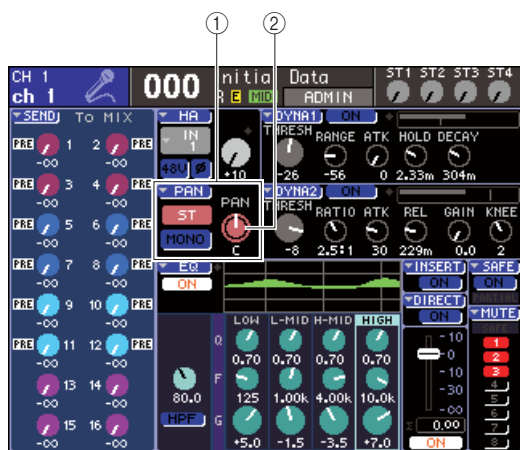 ① ②
CH 1
ch 1
000
nitia Data
R E MIDI ADMIN
ST1 ST2 ST3 ST4
SEND To MIX
PRE 1 2 PRE
-∞ -∞
PRE 3 4 PRE
-∞ -∞
PRE 5 6 PRE
-∞ -∞
PRE 7 8 PRE
-∞ -∞
PRE 9 10 PRE
-∞ -∞
PRE 11 12 PRE
-∞ -∞
13 14
-∞ -∞
15 16
-∞ -∞
HA
IN
1
48V ø
+10
DYNA1 ON
THRESH RANGE ATK HOLD DECAY
-26 -56 0 2.33m 304m
PAN
PAN
ST
MONO
C
DYNA2 ON
THRESH RATIO ATK REL GAIN KNEE
-8 2.5:1 30 229m 0.0 2
EQ
ON
LOW L-MID H-MID HIGH
Q
0.70 0.70 0.70 0.70
F
80.0 125 1.00k 4.00k 10.0k
HPF G
+5.0 -1.5 -3.5 +7.0
INSERT
ON
DIRECT
ON
10
0
-10
-30
-∞
Σ 0.00
ON
SAFE
ON
PARTIAL
MUTE
SAFE
1
2
3
4
5
6
7
8